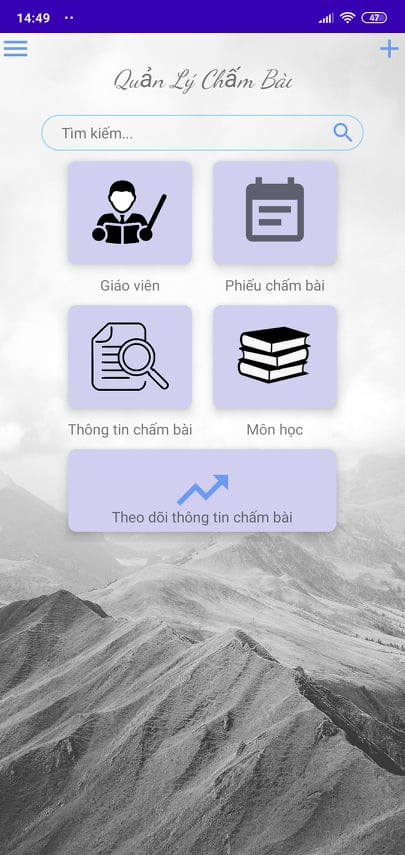 14:49
47
Quản Lý Chấm Bài
Tìm kiếm...
Giáo viên
Phiếu chấm bài
Thông tin chấm bài
Môn học
Theo dõi thông tin chấm bài